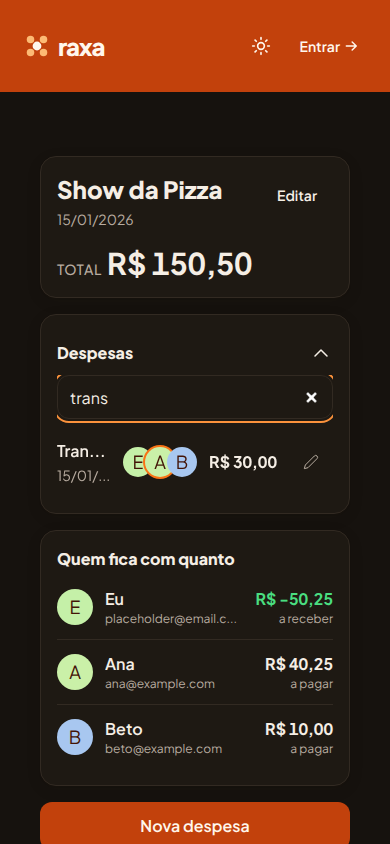 raxa
Entrar →
Show da Pizza
Editar
15/01/2026
TOTAL R$ 150,50
Despesas
trans
Tran...
15/01/...
E A B
R$ 30,00
Quem fica com quanto
E
Eu
placeholder@email.c...
R$ -50,25
a receber
A
Ana
ana@example.com
R$ 40,25
a pagar
B
Beto
beto@example.com
R$ 10,00
a pagar
Nova despesa